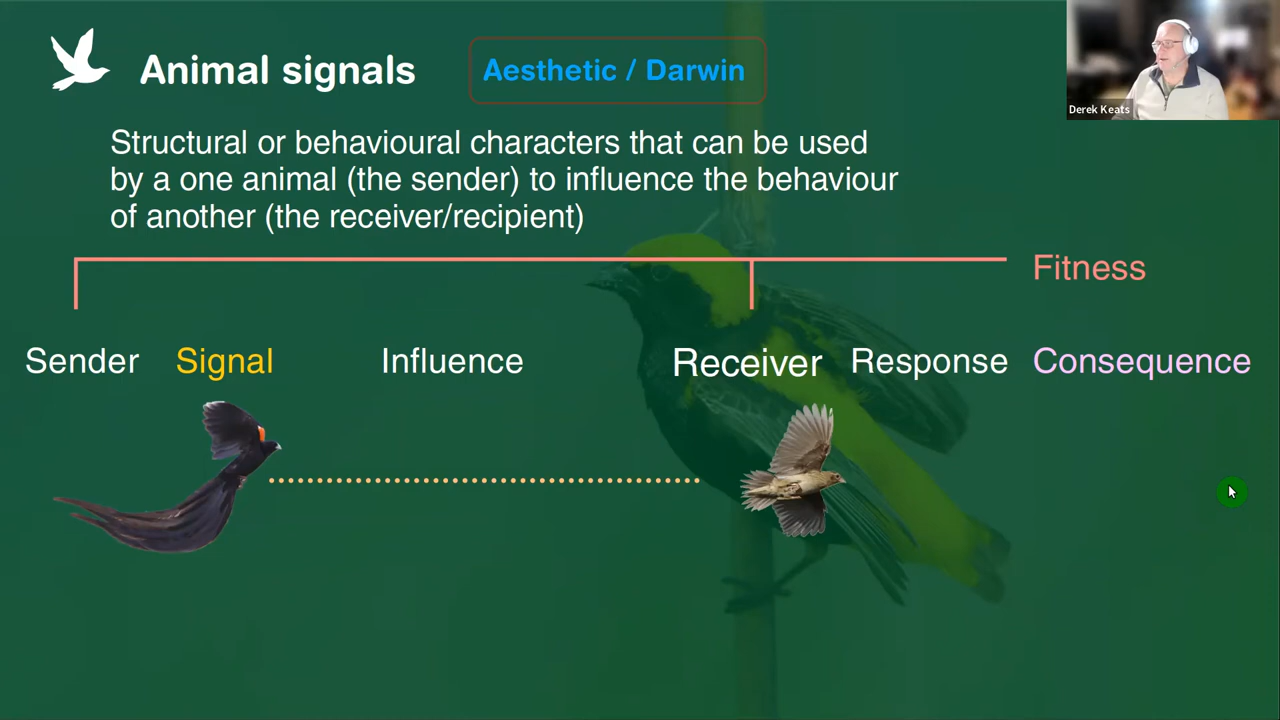 Animal signals
Aesthetic / Darwin
Derek Keats
Structural or behavioural characters that can be used
by a one animal (the sender) to influence the behaviour
of another (the receiver/recipient)
Fitness
Sender Signal Influence Receiver Response Consequence